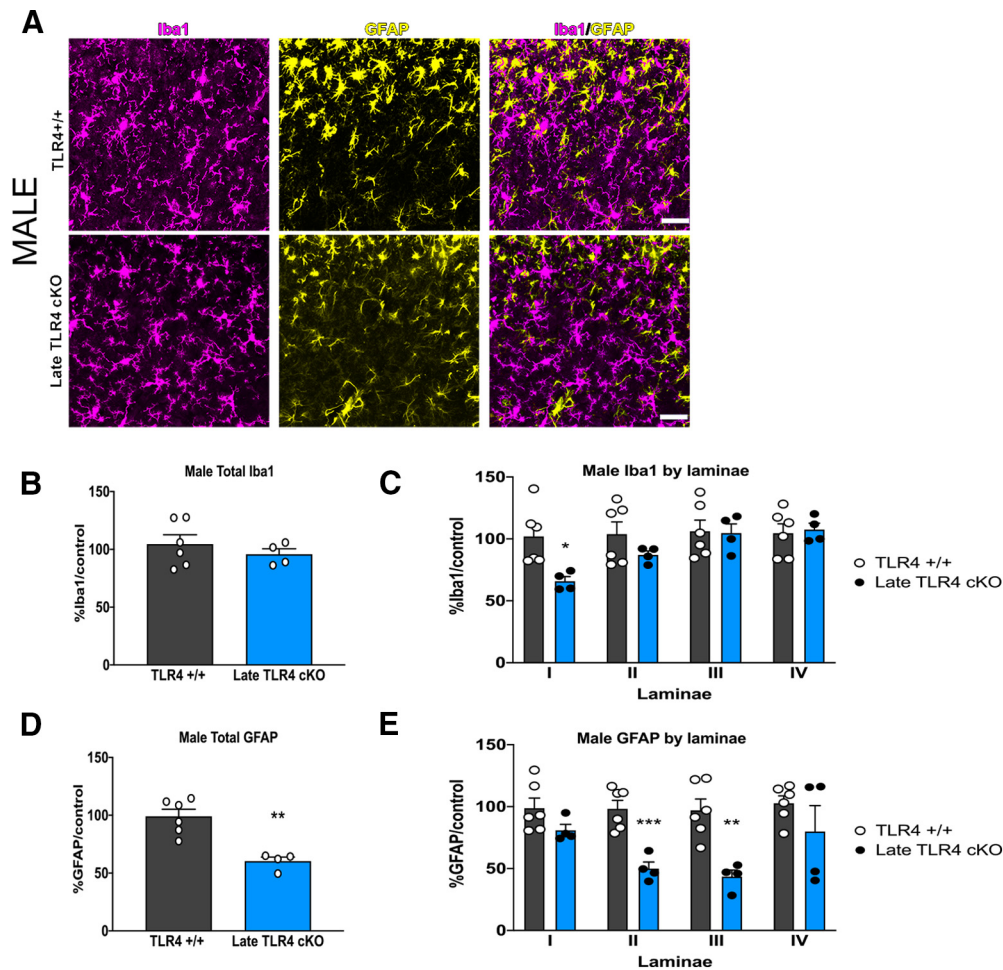 A
Iba1
GFAP
Iba1/GFAP
MALE
TLR4+/+
Late TLR4 cKO
B
Male Total Iba1
%Iba1/control
150
100
50
0
TLR4 +/+
Late TLR4 cKO
C
Male Iba1 by laminae
%Iba1/control
150
100
50
0
*
I
II
III
IV
Laminae
TLR4 +/+
Late TLR4 cKO
D
Male Total GFAP
%GFAP/control
150
100
50
0
**
TLR4 +/+
Late TLR4 cKO
E
Male GFAP by laminae
%GFAP/control
150
100
50
0
***
**
I
II
III
IV
Laminae
TLR4 +/+
Late TLR4 cKO